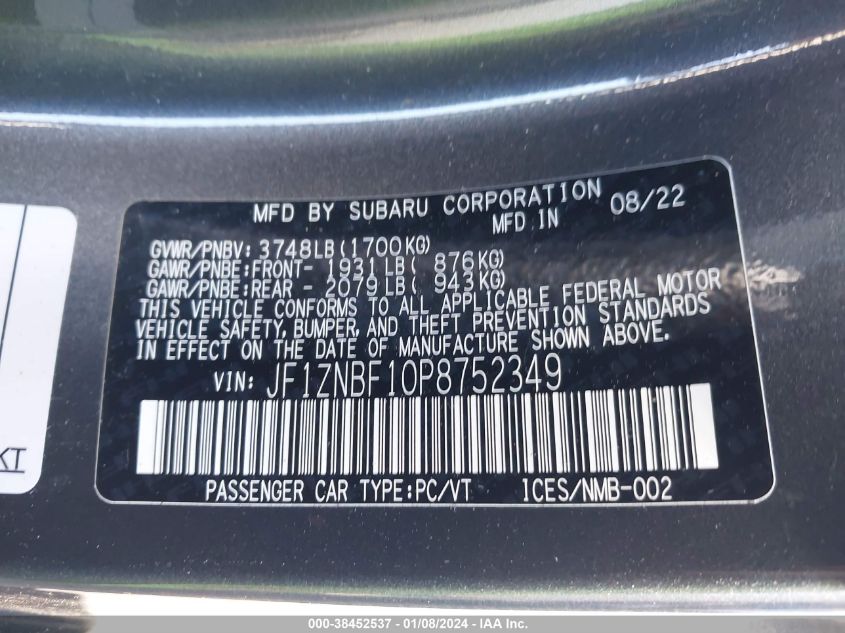 MFD BY SUBARU CORPORATION
MFD IN 08/22
GVWR/PNBV: 3748LB(1700KG)
GAWR/PNBE:FRONT- 1931LB( 876KG)
GAWR/PNBE:REAR - 2079LB( 943KG)
THIS VEHICLE CONFORMS TO ALL APPLICABLE FEDERAL MOTOR
VEHICLE SAFETY, BUMPER, AND THEFT PREVENTION STANDARDS
IN EFFECT ON THE DATE OF MANUFACTURE SHOWN ABOVE.
VIN: JF1ZNBF10P8752349
PASSENGER CAR TYPE:PC/VT ICES/NMB-002
KT
000-38452537 - 01/08/2024 - IAA Inc.